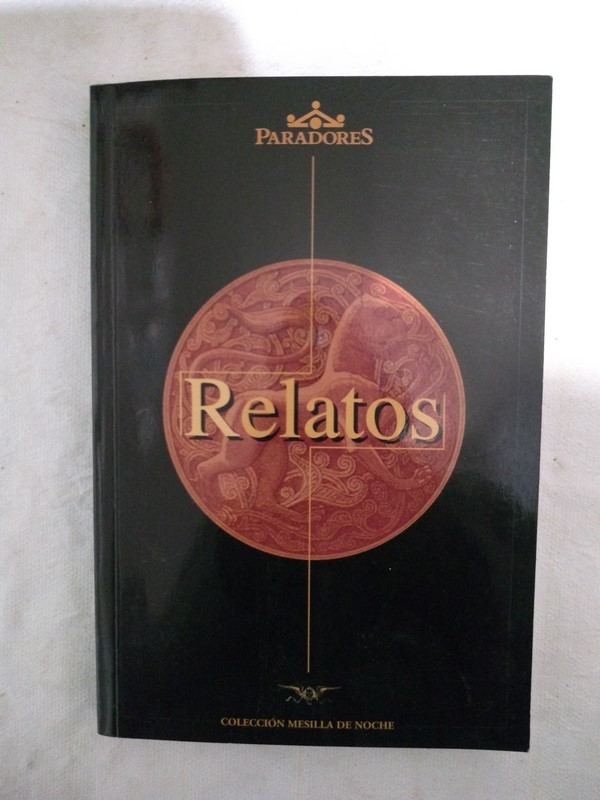 PARADORES
Relatos
COLECCIÓN MESILLA DE NOCHE